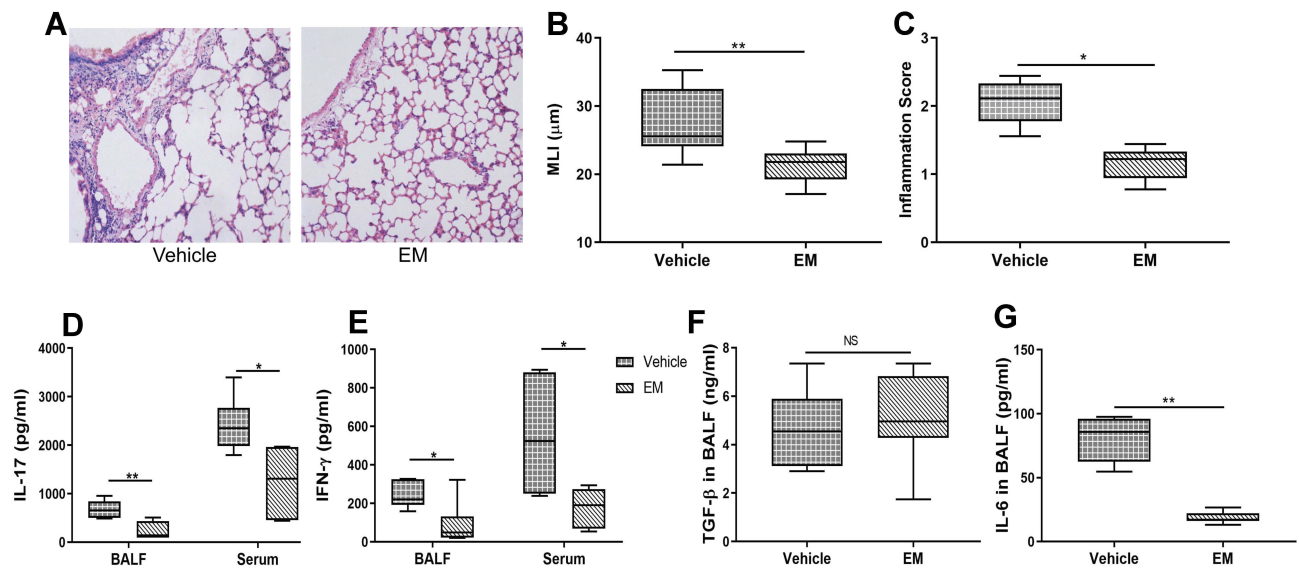 A
Vehicle
EM
B
MLI (μm)
40
30
20
10
**
Vehicle
EM
C
Inflammation Score
3
2
1
0
*
Vehicle
EM
D
IL-17 (pg/ml)
4000
3000
2000
1000
0
**
*
BALF
Serum
E
IFN-γ (pg/ml)
1000
800
600
400
200
0
*
*
BALF
Serum
Vehicle
EM
F
TGF-β in BALF (ng/ml)
8
6
4
2
0
NS
Vehicle
EM
G
IL-6 in BALF (pg/ml)
150
100
50
0
**
Vehicle
EM